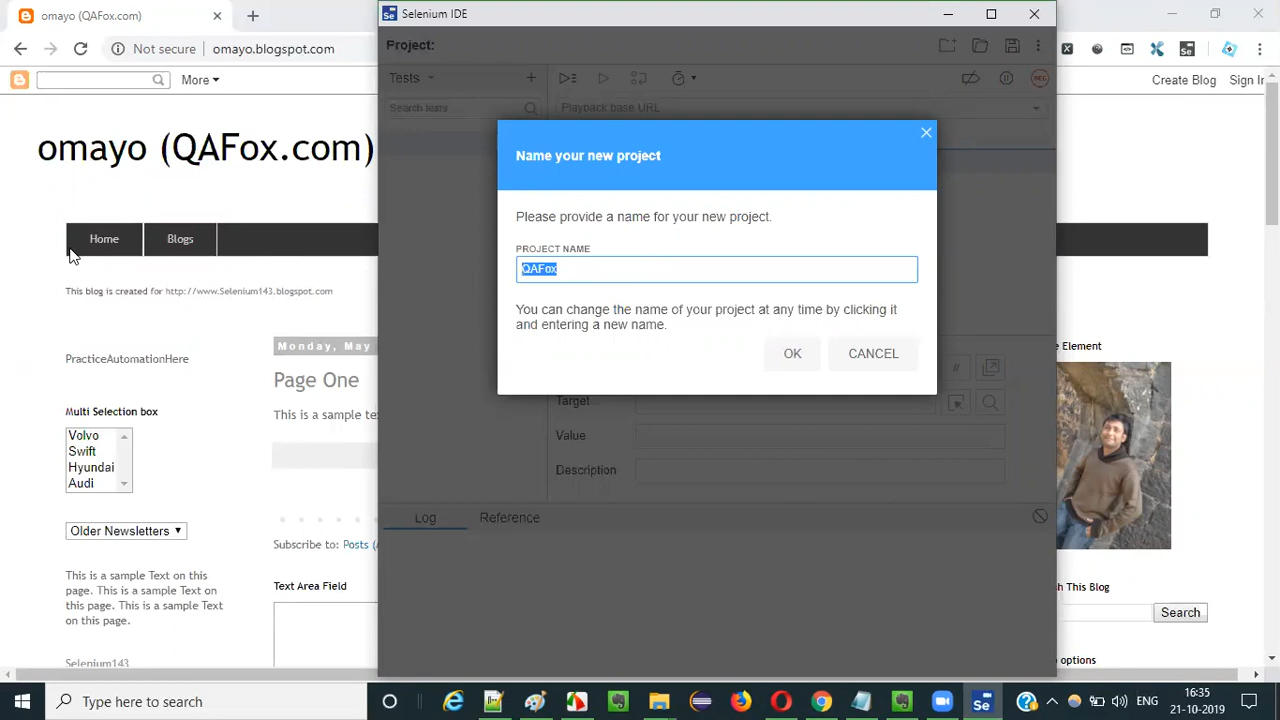 omayo (QAFox.com)
Selenium IDE
Not secure
omayo.blogspot.com
Project:
More
Create Blog
Sign In
Tests
REC
Search tests
Playback base URL
omayo (QAFox.com)
Name your new project
Please provide a name for your new project.
Home
Blogs
PROJECT NAME
QAFox
This blog is created for http://www.Selenium143.blogspot.com
You can change the name of your project at any time by clicking it
and entering a new name.
Monday, May
PracticeAutomationHere
OK
CANCEL
Page One
Element
//
Target
Multi Selection box
This is a sample te
Volvo
Swift
Hyundai
Audi
Value
Description
Log
Reference
Older Newsletters
Subscribe to: Posts (
This is a sample Text on this
page. This is a sample Text
on this page. This is a sample Text
on this page.
Text Area Field
This Blog
Search
Selenium143
options
Type here to search
Se
ENG
16:35
21-10-2019